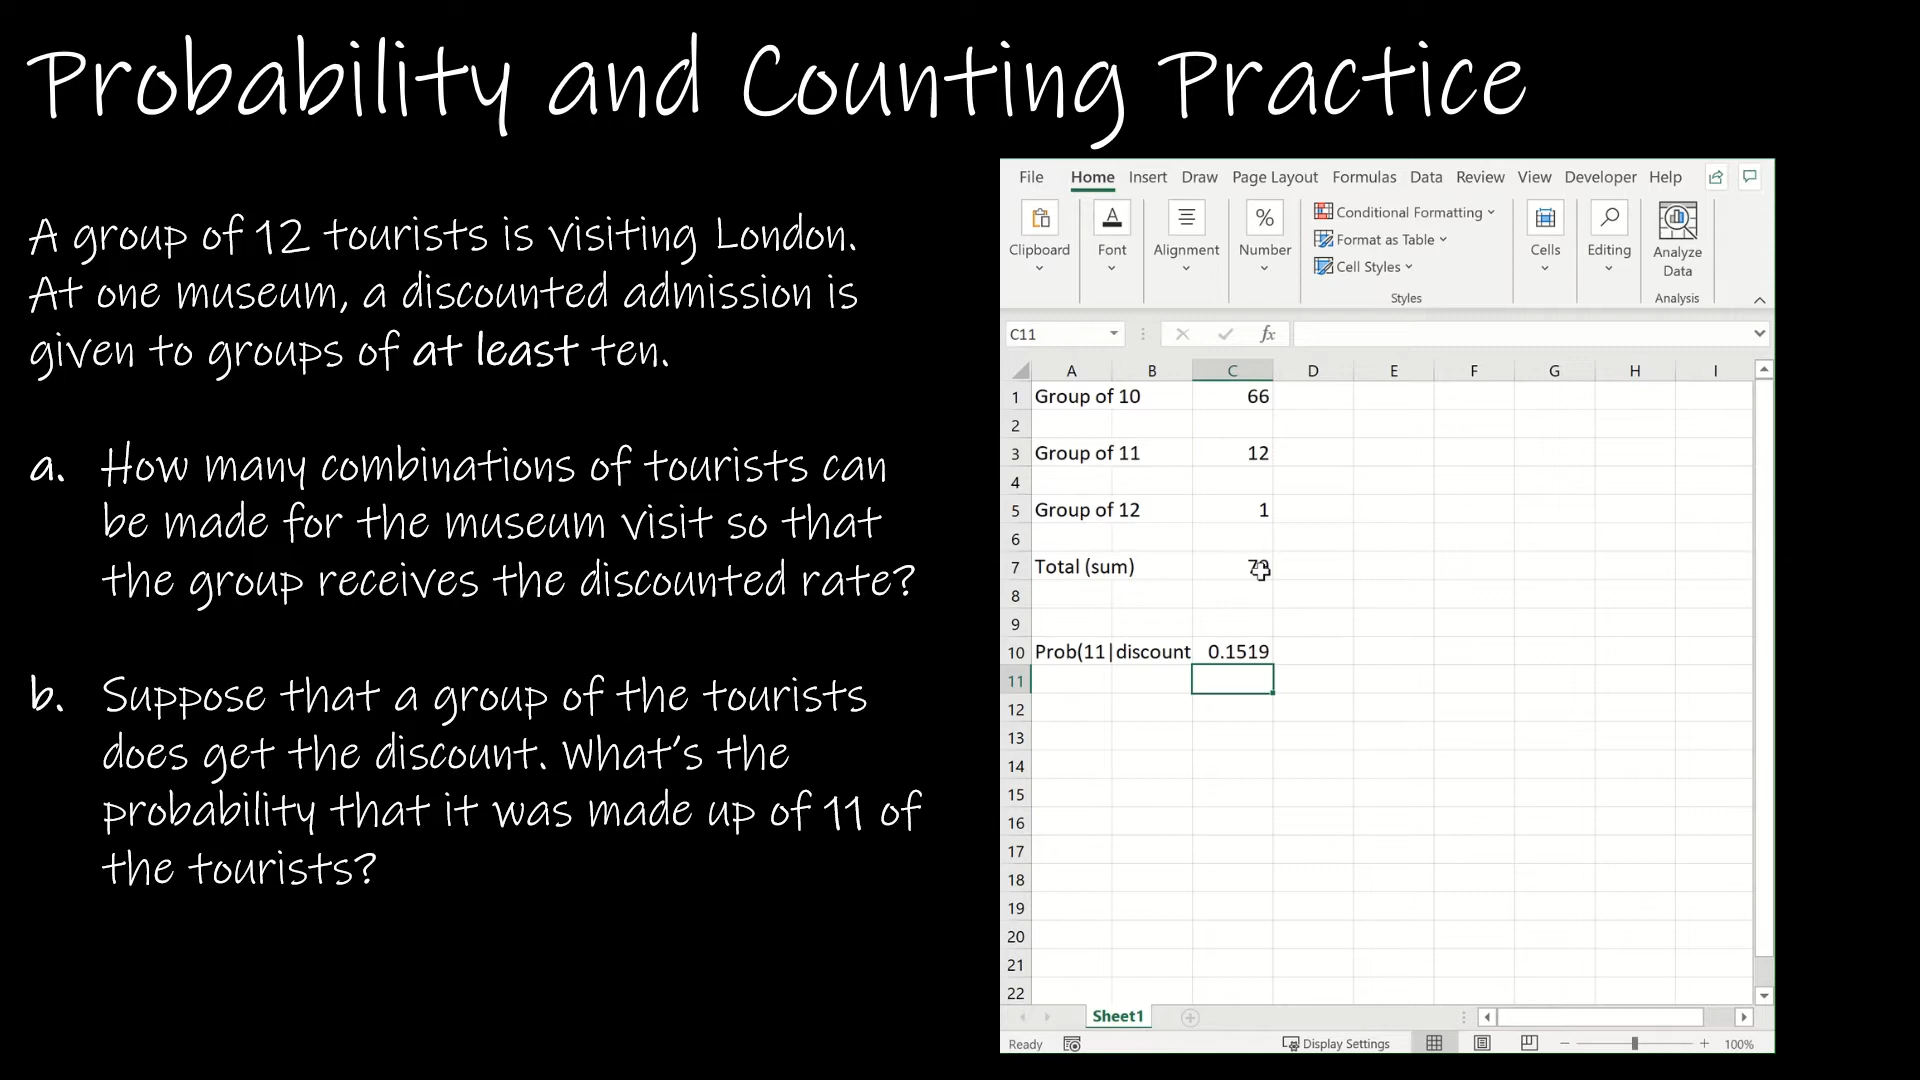 Probability and Counting Practice
A group of 12 tourists is visiting London.
At one museum, a discounted admission is
given to groups of at least ten.
a. How many combinations of tourists can
be made for the museum visit so that
the group receives the discounted rate?
b. Suppose that a group of the tourists
does get the discount. What's the
probability that it was made up of 11 of
the tourists?
File Home Insert Draw Page Layout Formulas Data Review View Developer Help
Clipboard Font Alignment Number Conditional Formatting Format as Table Cell Styles Styles Cells Editing Analyze Data Analysis
C11 fx
A B C D E F G H I
1 Group of 10 66
2
3 Group of 11 12
4
5 Group of 12 1
6
7 Total (sum)
8
9
10 Prob(11|discount 0.1519
11
12
13
14
15
16
17
18
19
20
21
22
Sheet1
Ready Display Settings 100%